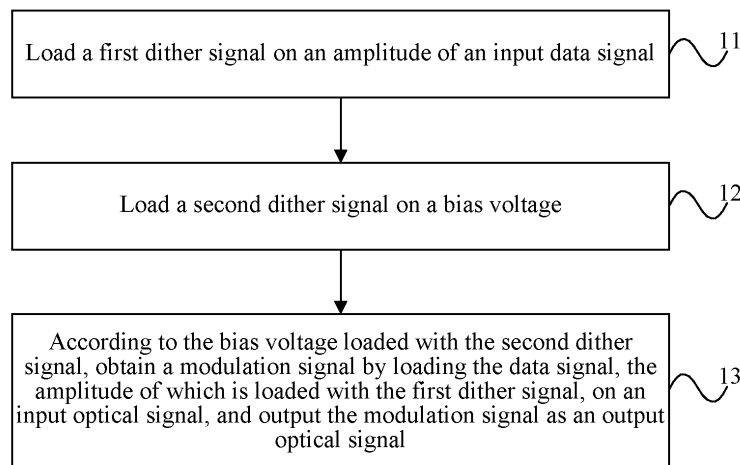 Load a first dither signal on an amplitude of an input data signal
11
Load a second dither signal on a bias voltage
12
According to the bias voltage loaded with the second dither
signal, obtain a modulation signal by loading the data signal, the
amplitude of which is loaded with the first dither signal, on an
input optical signal, and output the modulation signal as an output
optical signal
13